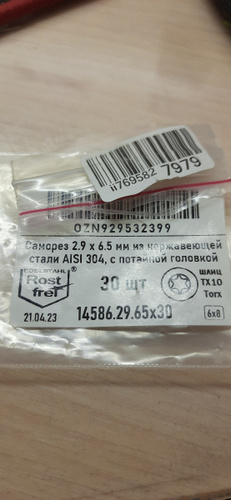 ii769582 7979
OZN929532399
Саморез 2.9 x 6.5 мм из нержавеющей
стали AISI 304, с потайной головкой
EDELSTAHL
Rost
frei
®
30 шт
шлиц
TX10
Torx
21.04.23
14586.29.65x30
6x8